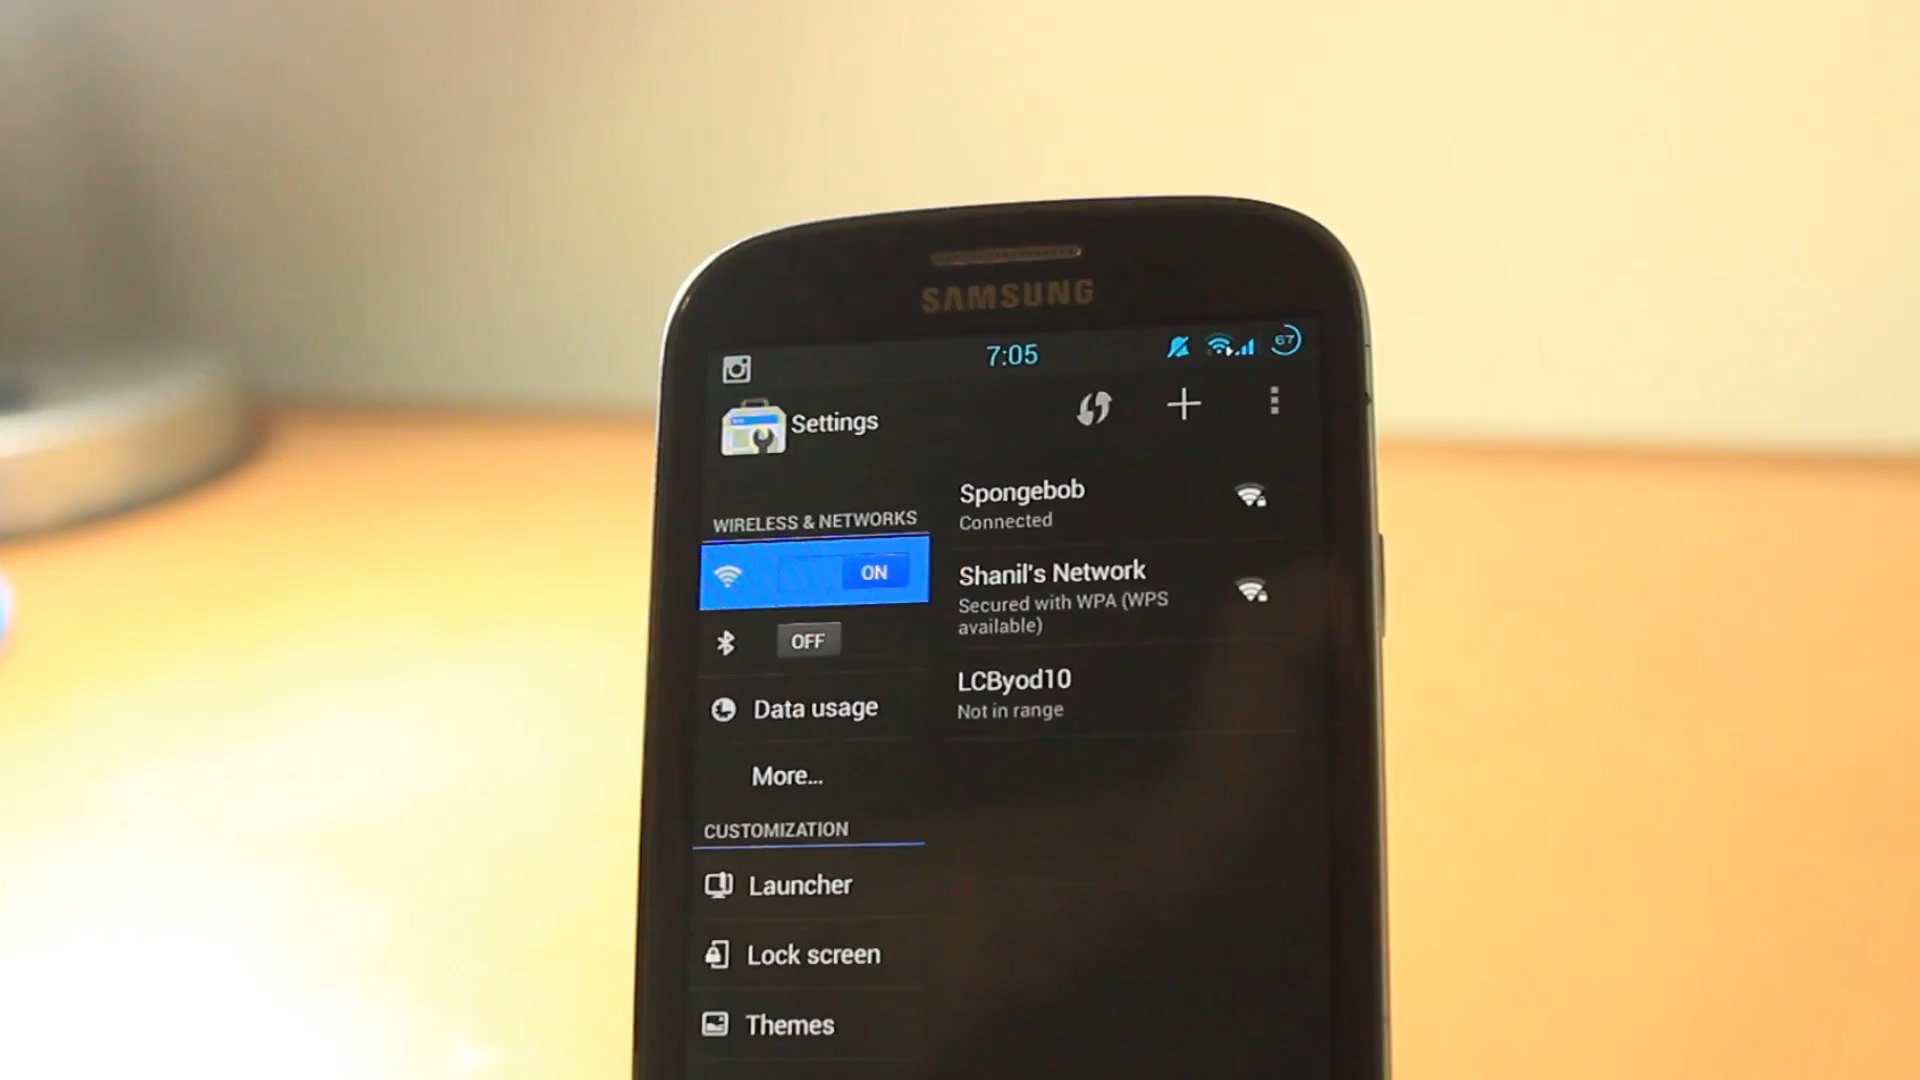 SAMSUNG
7:05
67
Settings
WIRELESS & NETWORKS
ON
OFF
Data usage
More...
CUSTOMIZATION
Launcher
Lock screen
Themes
Spongebob
Connected
Shanil's Network
Secured with WPA (WPS
available)
LCByod10
Not in range